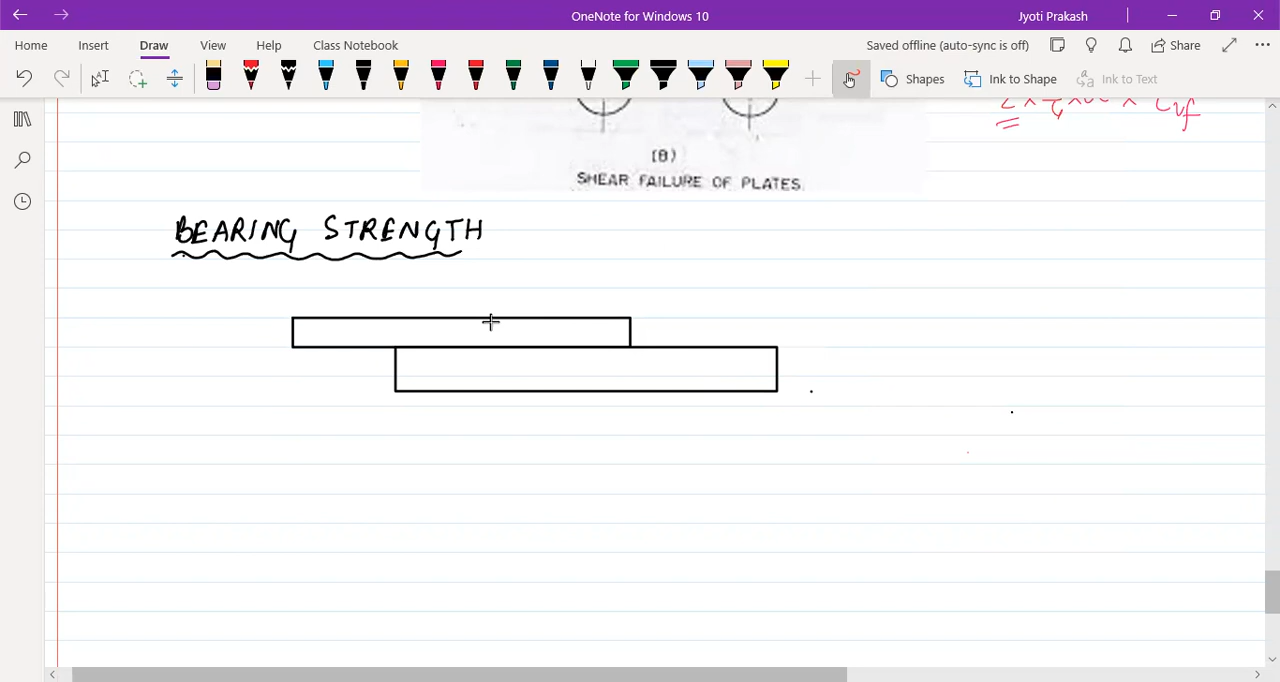 OneNote for Windows 10
Jyoti Prakash
Home Insert Draw View Help Class Notebook
Saved offline (auto-sync is off)
Share
Shapes
Ink to Shape
Ink to Text
(B)
SHEAR FAILURE OF PLATES
BEARING STRENGTH